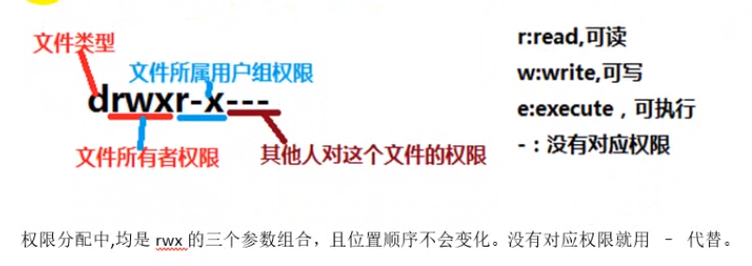 文件类型
文件所属用户组权限
drwxr-x---
文件所有者权限
其他人对这个文件的权限
r:read,可读
w:write,可写
e:execute，可执行
-：没有对应权限
权限分配中,均是 rwx 的三个参数组合，且位置顺序不会变化。没有对应权限就用 – 代替。